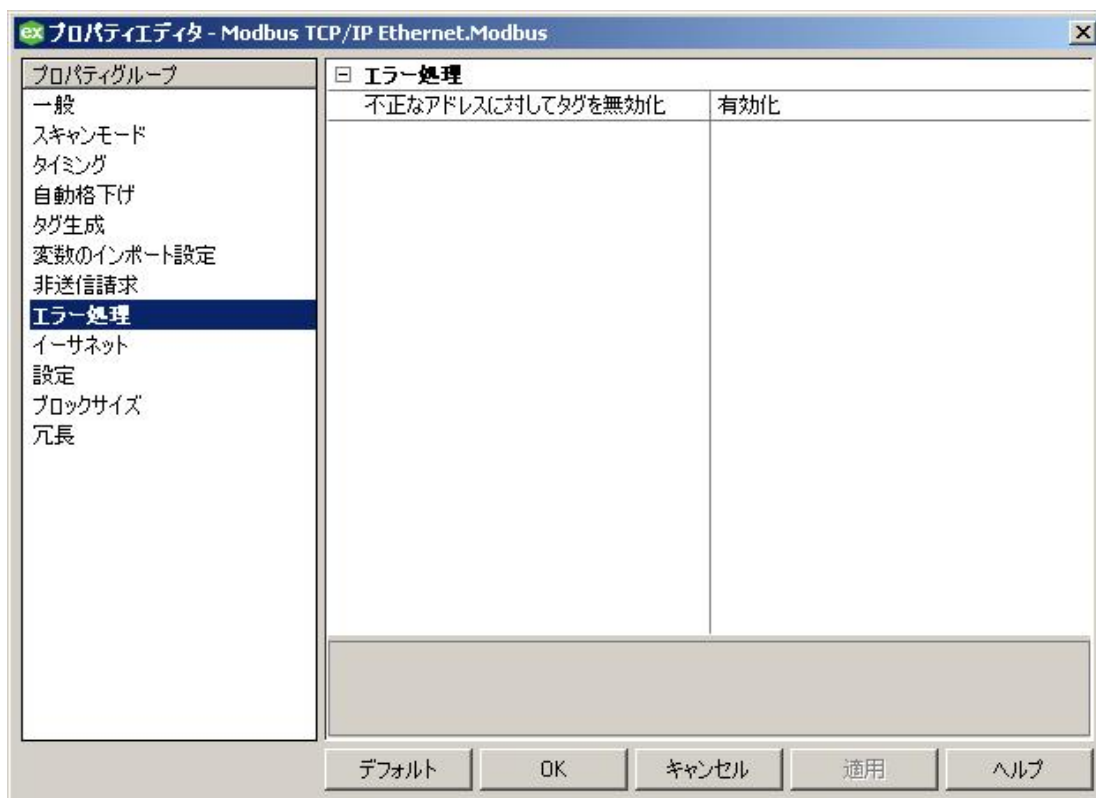 ex プロパティエディタ - Modbus TCP/IP Ethernet.Modbus
プロパティグループ
一般
スキャンモード
タイミング
自動格下げ
タグ生成
変数のインポート設定
非送信請求
エラー処理
イーサネット
設定
ブロックサイズ
冗長
エラー処理
不正なアドレスに対してタグを無効化 有効化
デフォルト OK キャンセル 適用 ヘルプ